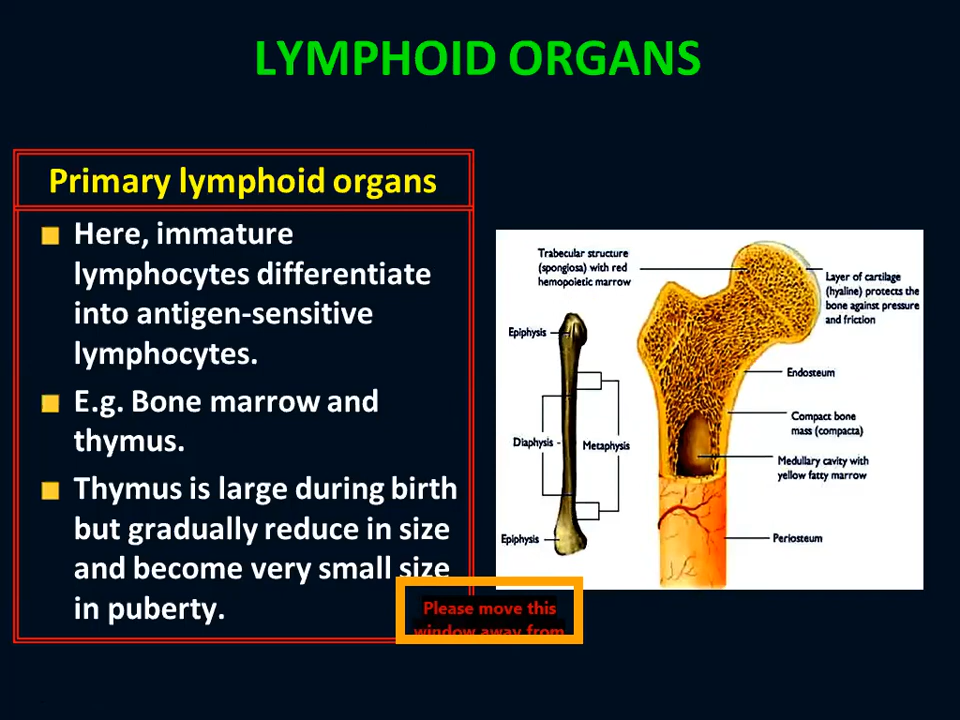 LYMPHOID ORGANS
Primary lymphoid organs
Here, immature
lymphocytes differentiate
into antigen-sensitive
lymphocytes.
E.g. Bone marrow and
thymus.
Thymus is large during birth
but gradually reduce in size
and become very small size
in puberty.
Trabecular structure
(spongiosa) with red
hemopoietic marrow
Layer of cartilage
(hyaline) protects the
bone against pressure
and friction
Epiphysis
Endosteum
Compact bone
mass (compacta)
Diaphysis
Metaphysis
Medullary cavity with
yellow fatty marrow
Epiphysis
Periosteum
Please move this
window away from